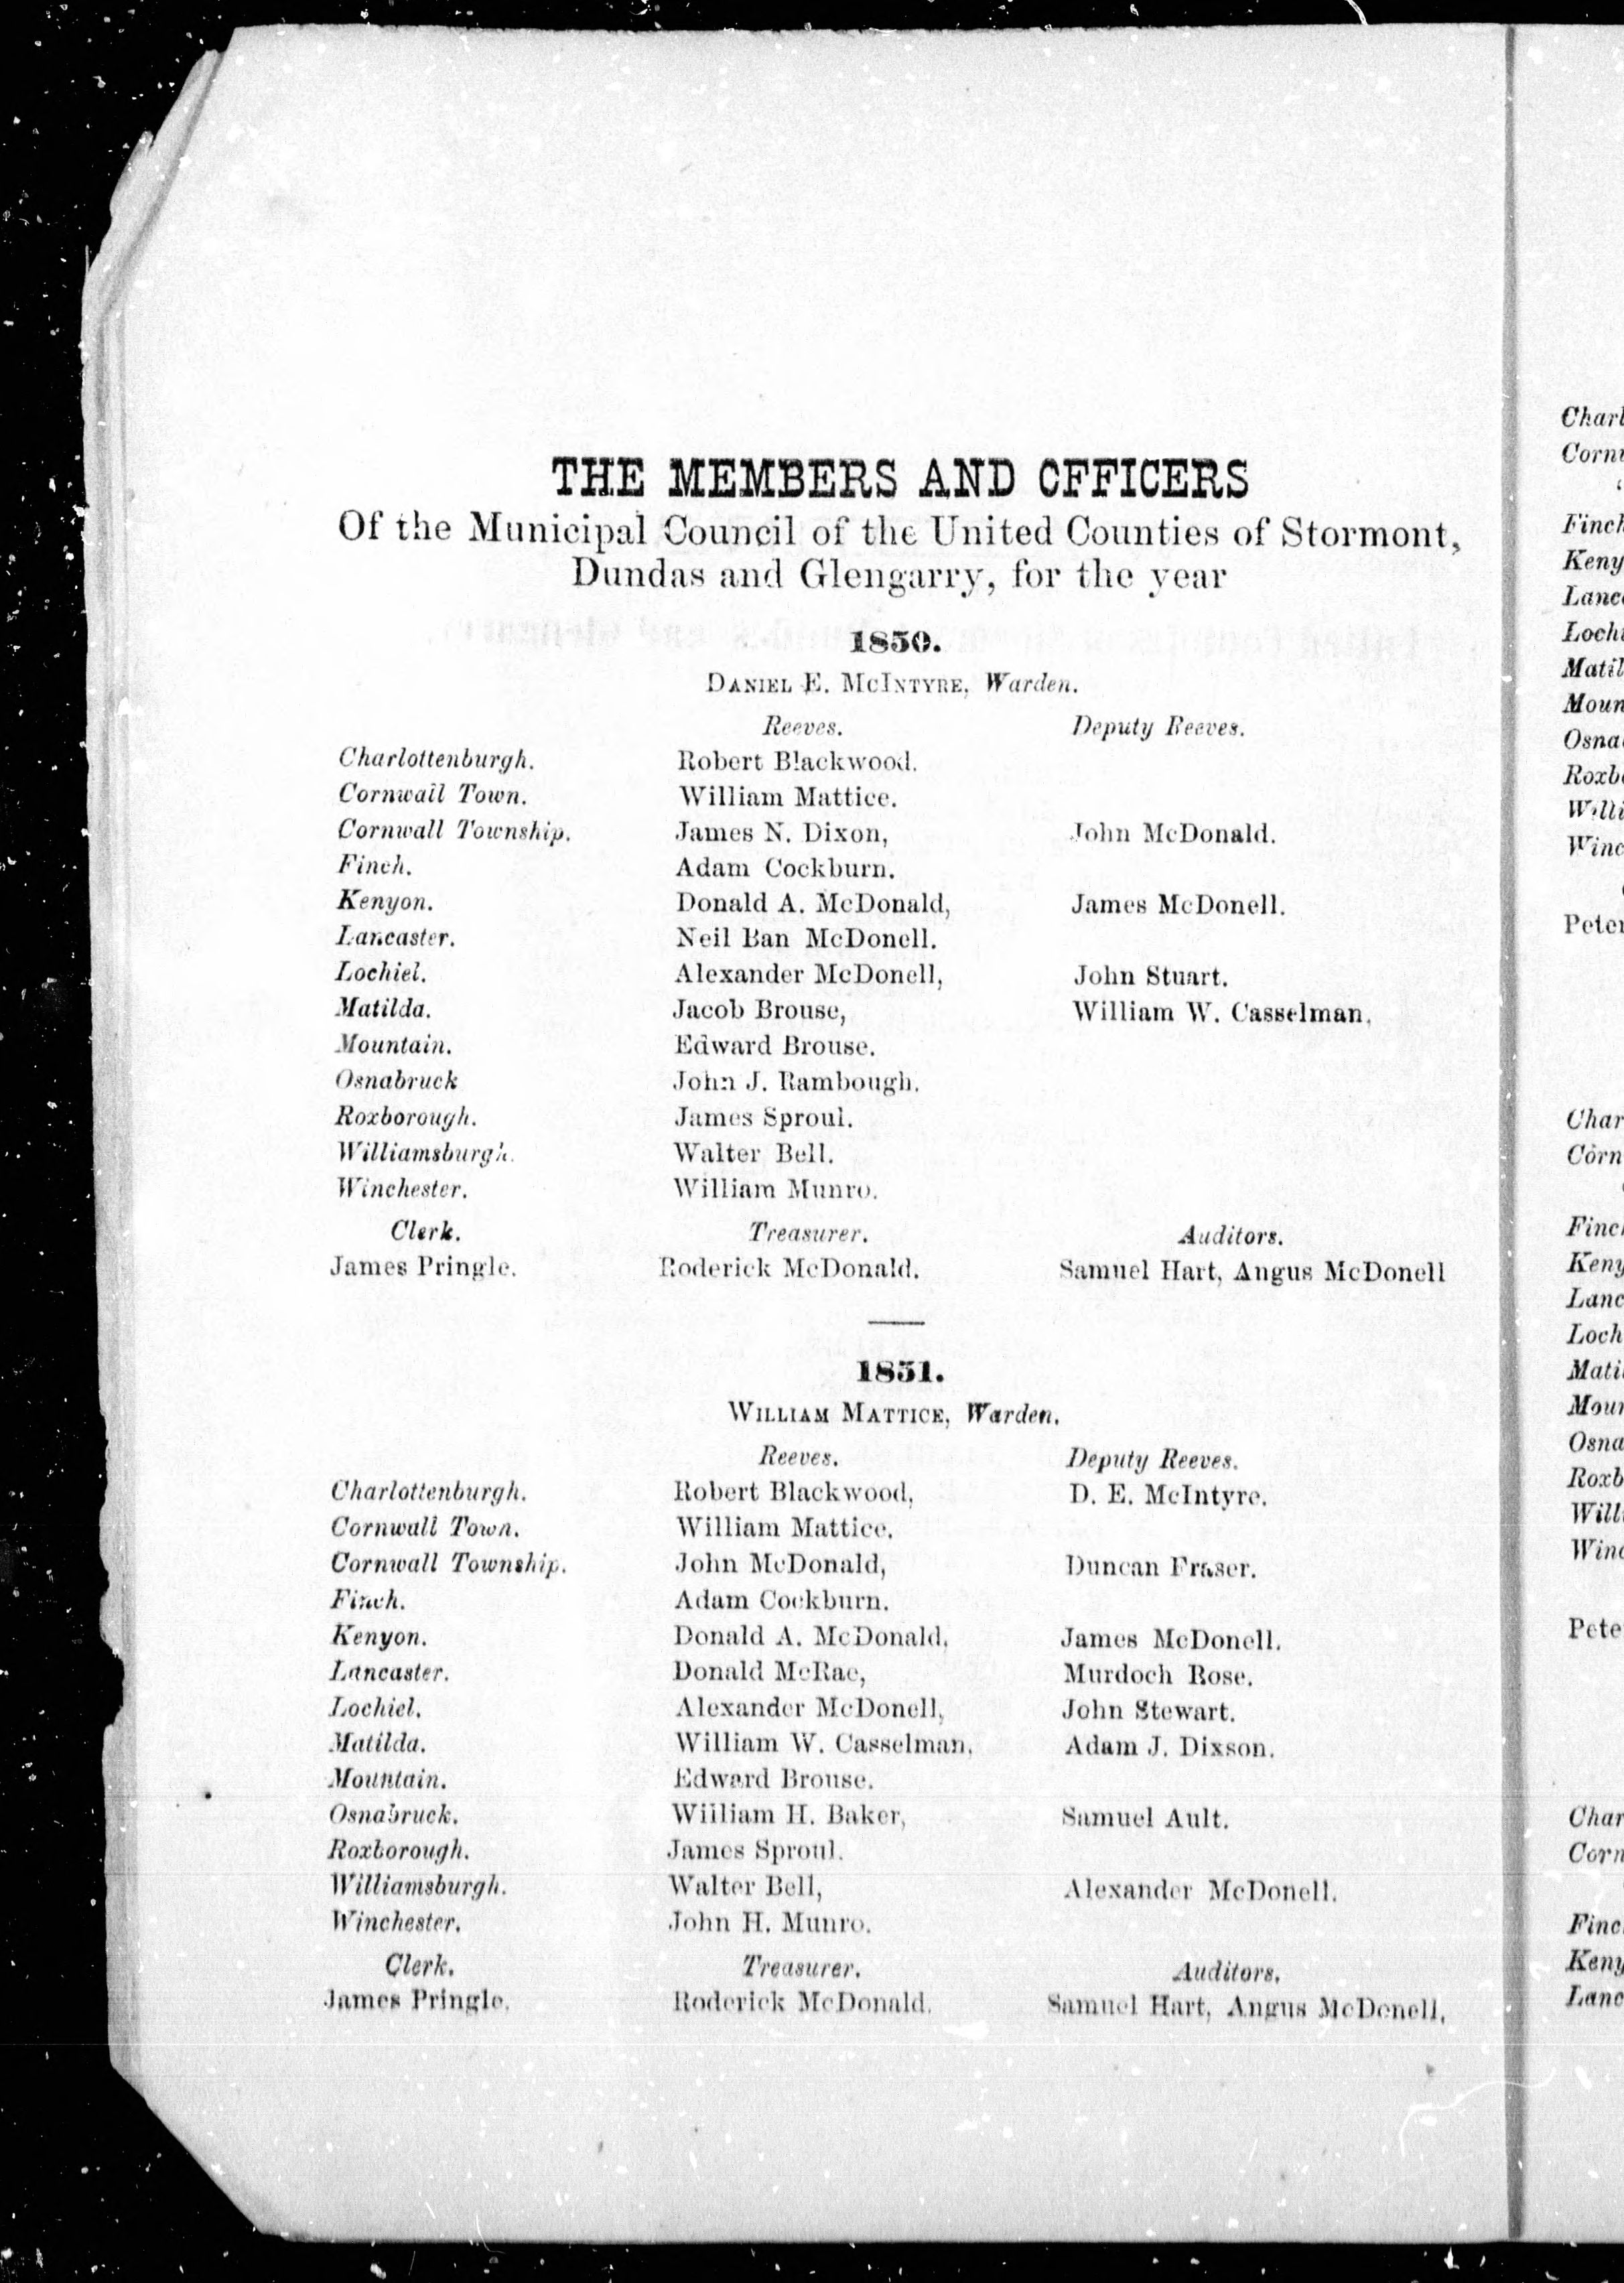 THE MEMBERS AND OFFICERS
Of the Municipal Council of the United Counties of Stormont,
Dundas and Glengarry, for the year
1850.
DANIEL E. MCINTYRE, Warden.
Reeves. Deputy Reeves.
Charlottenburgh. Robert Blackwood.
Cornwall Town. William Mattice.
Cornwall Township. James N. Dixon, John McDonald.
Finch. Adam Cockburn.
Kenyon. Donald A. McDonald, James McDonell.
Lancaster. Neil Ban McDonell.
Lochiel. Alexander McDonell, John Stuart.
Matilda. Jacob Brouse, William W. Casselman.
Mountain. Edward Brouse.
Osnabruck John J. Rambough.
Roxborough. James Sproul.
Williamsburgh. Walter Bell.
Winchester. William Munro.
Clerk. Treasurer. Auditors.
James Pringle. Roderick McDonald. Samuel Hart, Angus McDonell
1851.
WILLIAM MATTICE, Warden.
Reeves. Deputy Reeves.
Charlottenburgh. Robert Blackwood, D. E. McIntyre.
Cornwall Town. William Mattice.
Cornwall Township. John McDonald, Duncan Fraser.
Finch. Adam Cockburn.
Kenyon. Donald A. McDonald, James McDonell.
Lancaster. Donald McRae, Murdoch Rose.
Lochiel. Alexander McDonell, John Stewart.
Matilda. William W. Casselman, Adam J. Dixson.
Mountain. Edward Brouse.
Osnabruck. William H. Baker, Samuel Ault.
Roxborough. James Sproul.
Williamsburgh. Walter Bell, Alexander McDonell.
Winchester. John H. Munro.
Clerk. Treasurer. Auditors.
James Pringle. Roderick McDonald. Samuel Hart, Angus McDonell.